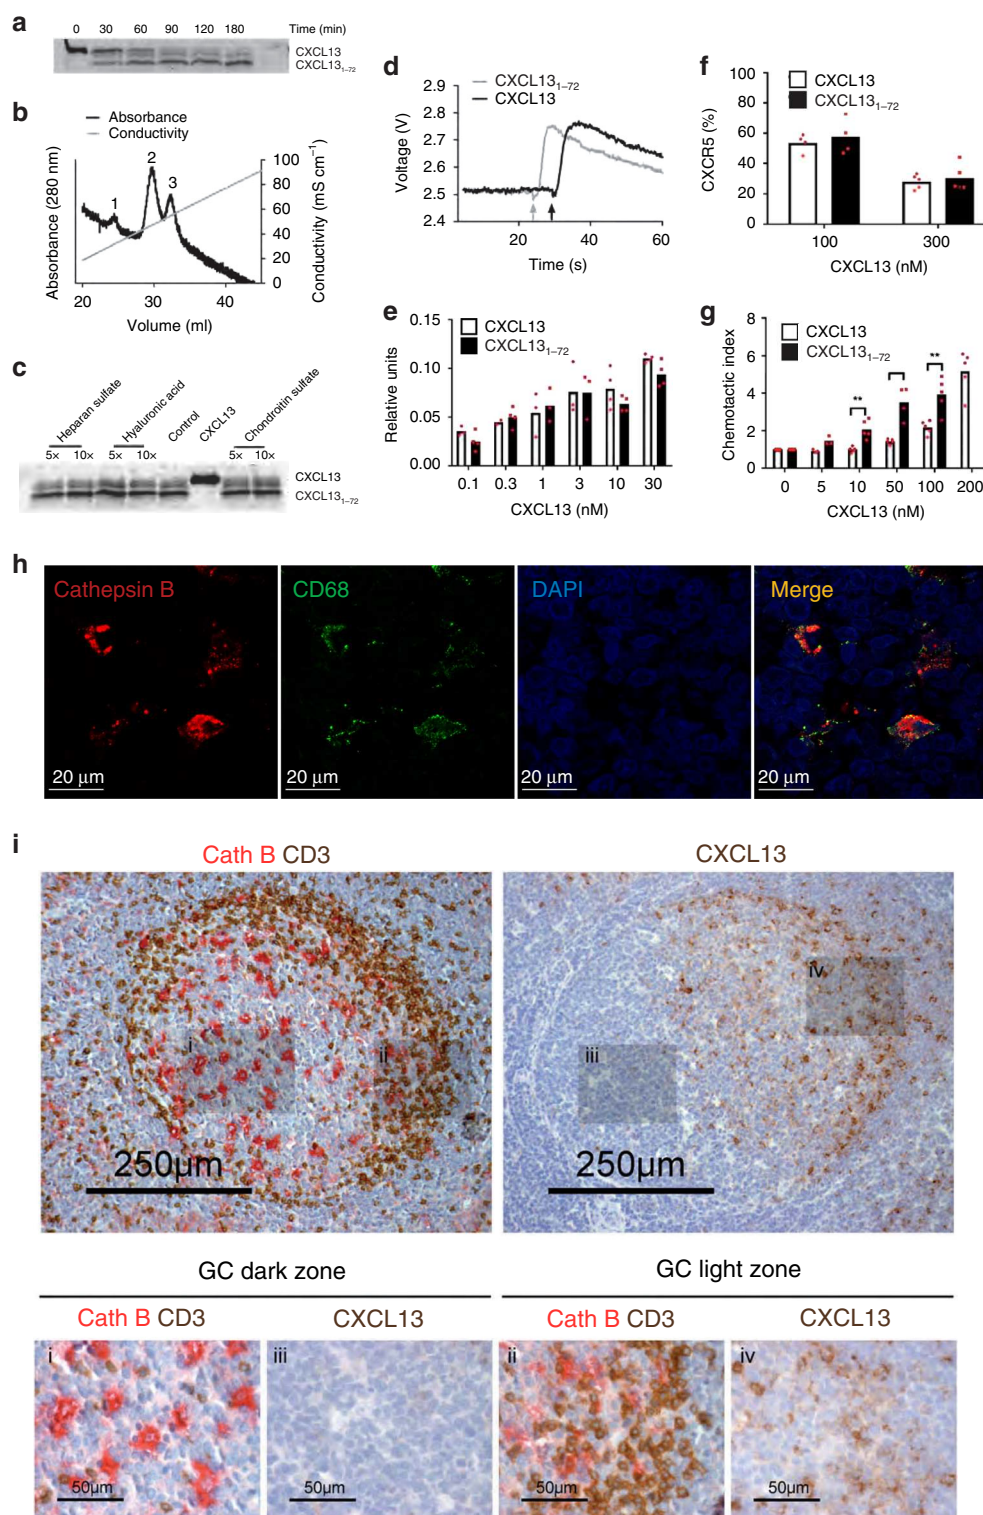 a
0 30 60 90 120 180 Time (min)
CXCL13
CXCL131–72
b
Absorbance
Conductivity
Absorbance (280 nm)
1
2
3
100
80
60
40
20
0
Conductivity (mS cm−1)
20 30 40
Volume (ml)
c
Heparan sulfate
Hyaluronic acid
Control
CXCL13
Chondroitin sulfate
5× 10× 5× 10× 5× 10×
CXCL13
CXCL131–72
d
CXCL131–72
CXCL13
Voltage (V)
2.9
2.8
2.7
2.6
2.5
2.4
20 40 60
Time (s)
e
CXCL13
CXCL131–72
Relative units
0.15
0.10
0.05
0.00
0.1 0.3 1 3 10 30
CXCL13 (nM)
f
CXCL13
CXCL131–72
CXCR5 (%)
100
80
60
40
20
0
100 300
CXCL13 (nM)
g
CXCL13
CXCL131–72
Chemotactic index
8
6
4
2
0
** **
0 5 10 50 100 200
CXCL13 (nM)
h
Cathepsin B
CD68
DAPI
Merge
20 μm
20 μm
20 μm
20 μm
i
Cath B CD3
CXCL13
i
ii
iii
iv
250μm
250μm
GC dark zone
GC light zone
Cath B CD3
CXCL13
Cath B CD3
CXCL13
i
iii
ii
iv
50μm
50μm
50μm
50μm